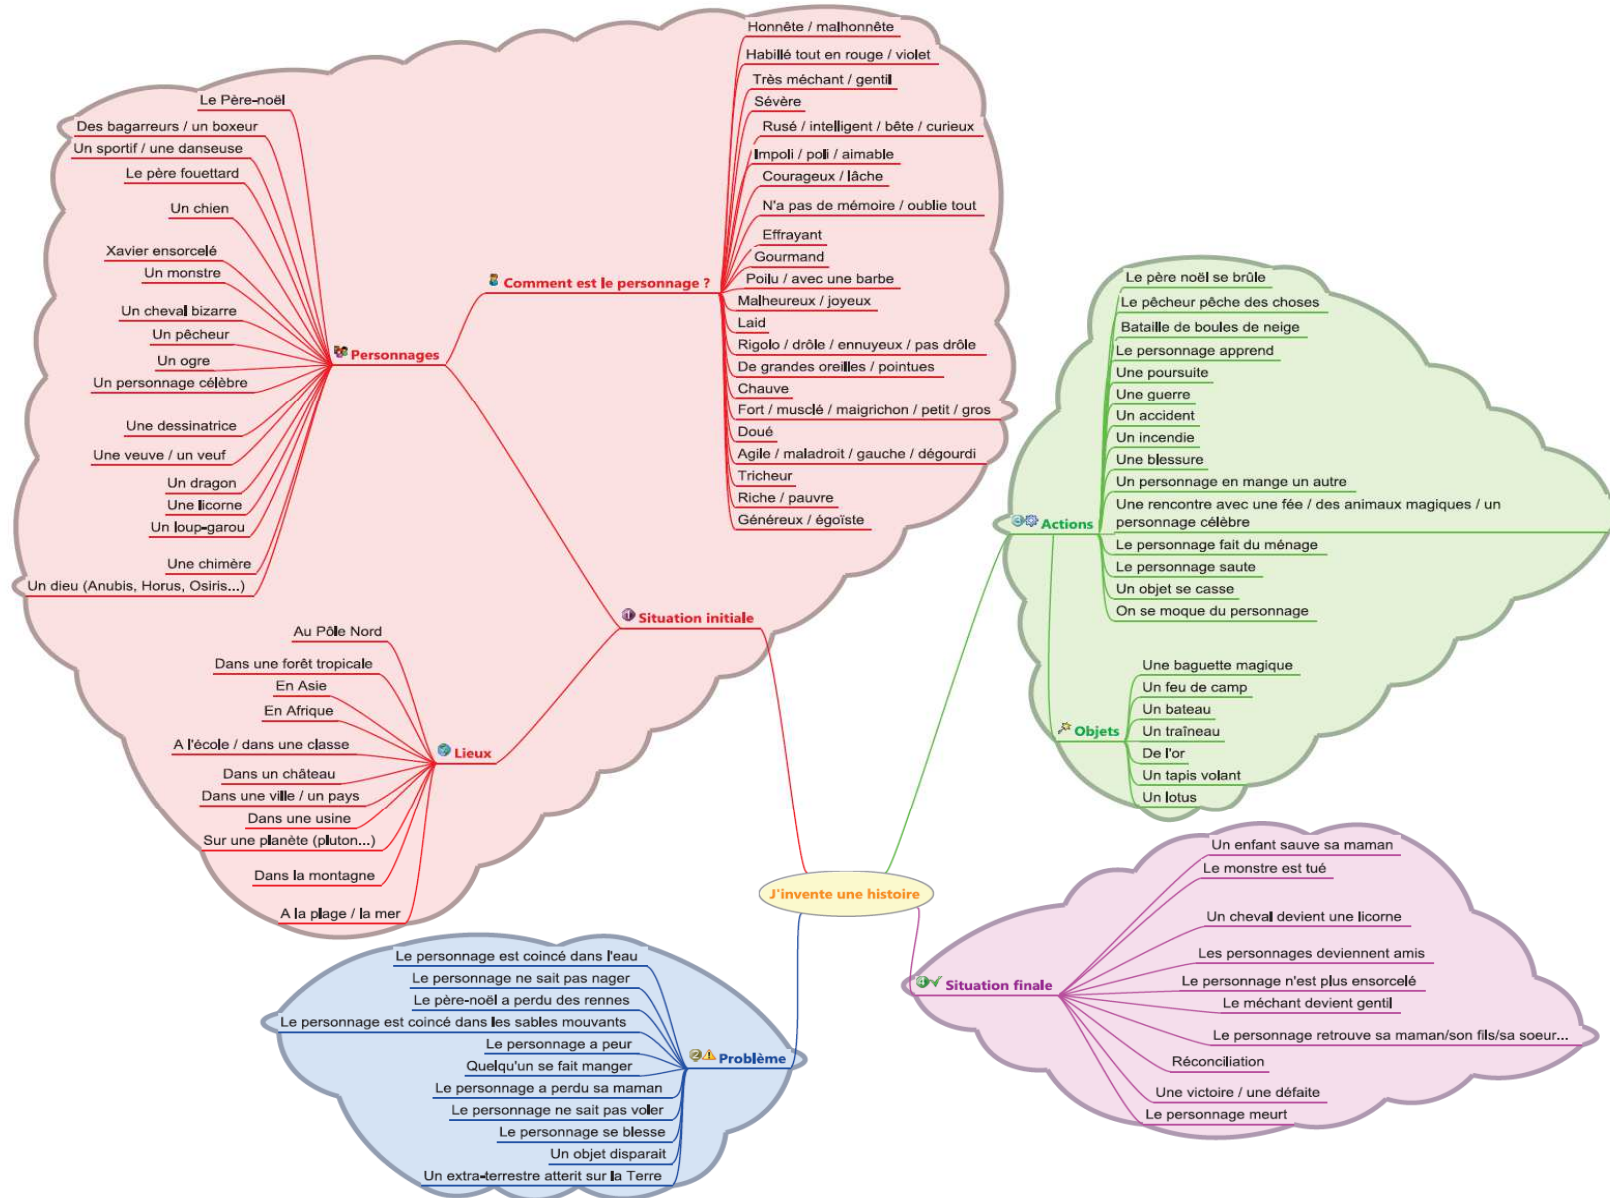 J'invente une histoire
Situation initiale
Personnages
Le Père-noël
Des bagarreurs / un boxeur
Un sportif / une danseuse
Le père fouettard
Un chien
Xavier ensorcelé
Un monstre
Un cheval bizarre
Un pêcheur
Un ogre
Un personnage célèbre
Une dessinatrice
Une veuve / un veuf
Un dragon
Une licorne
Un loup-garou
Une chimère
Un dieu (Anubis, Horus, Osiris...)
Comment est le personnage ?
Honnête / malhonnête
Habillé tout en rouge / violet
Très méchant / gentil
Sévère
Rusé / intelligent / bête / curieux
Impoli / poli / aimable
Courageux / lâche
N'a pas de mémoire / oublie tout
Effrayant
Gourmand
Poilu / avec une barbe
Malheureux / joyeux
Laid
Rigolo / drôle / ennuyeux / pas drôle
De grandes oreilles / pointues
Chauve
Fort / musclé / maigrichon / petit / gros
Doué
Agile / maladroit / gauche / dégourdi
Tricheur
Riche / pauvre
Généreux / égoïste
Lieux
Au Pôle Nord
Dans une forêt tropicale
En Asie
En Afrique
A l'école / dans une classe
Dans un château
Dans une ville / un pays
Dans une usine
Sur une planète (pluton...)
Dans la montagne
A la plage / la mer
2 Problème
Le personnage est coincé dans l'eau
Le personnage ne sait pas nager
Le père-noël a perdu des rennes
Le personnage est coincé dans les sables mouvants
Le personnage a peur
Quelqu'un se fait manger
Le personnage a perdu sa maman
Le personnage ne sait pas voler
Le personnage se blesse
Un objet disparait
Un extra-terrestre atterit sur la Terre
Actions
Le père noël se brûle
Le pêcheur pêche des choses
Bataille de boules de neige
Le personnage apprend
Une poursuite
Une guerre
Un accident
Un incendie
Une blessure
Un personnage en mange un autre
Une rencontre avec une fée / des animaux magiques / un
personnage célèbre
Le personnage fait du ménage
Le personnage saute
Un objet se casse
On se moque du personnage
Objets
Une baguette magique
Un feu de camp
Un bateau
Un traîneau
De l'or
Un tapis volant
Un lotus
Situation finale
Un enfant sauve sa maman
Le monstre est tué
Un cheval devient une licorne
Les personnages deviennent amis
Le personnage n'est plus ensorcelé
Le méchant devient gentil
Le personnage retrouve sa maman/son fils/sa soeur...
Réconciliation
Une victoire / une défaite
Le personnage meurt